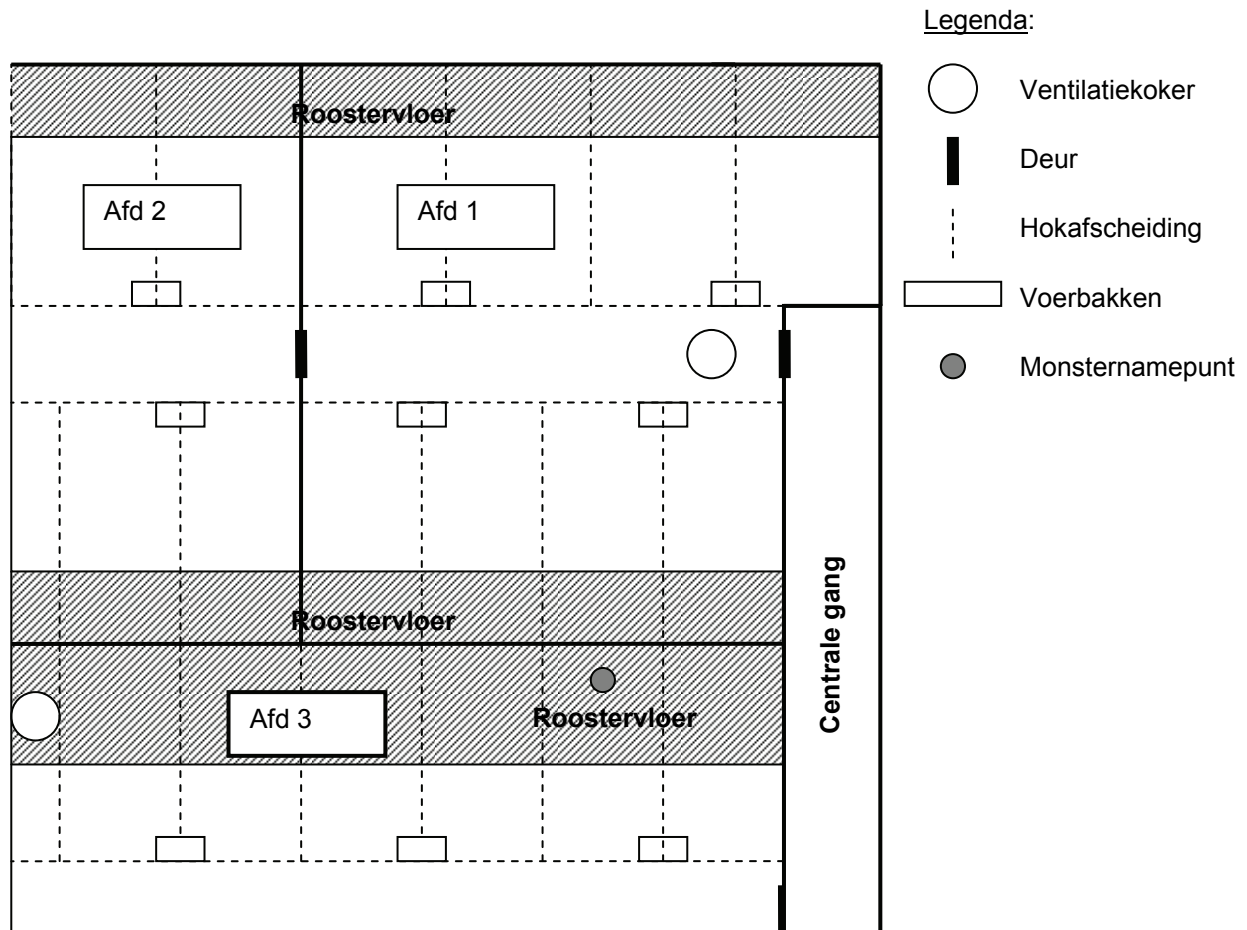 Legenda:
Ventilatiekoker
Deur
Hokafscheiding
Voerbakken
Monsternamepunt
Roostervloer
Afd 2
Afd 1
Roostervloer
Afd 3
Roostervloer
Centrale gang